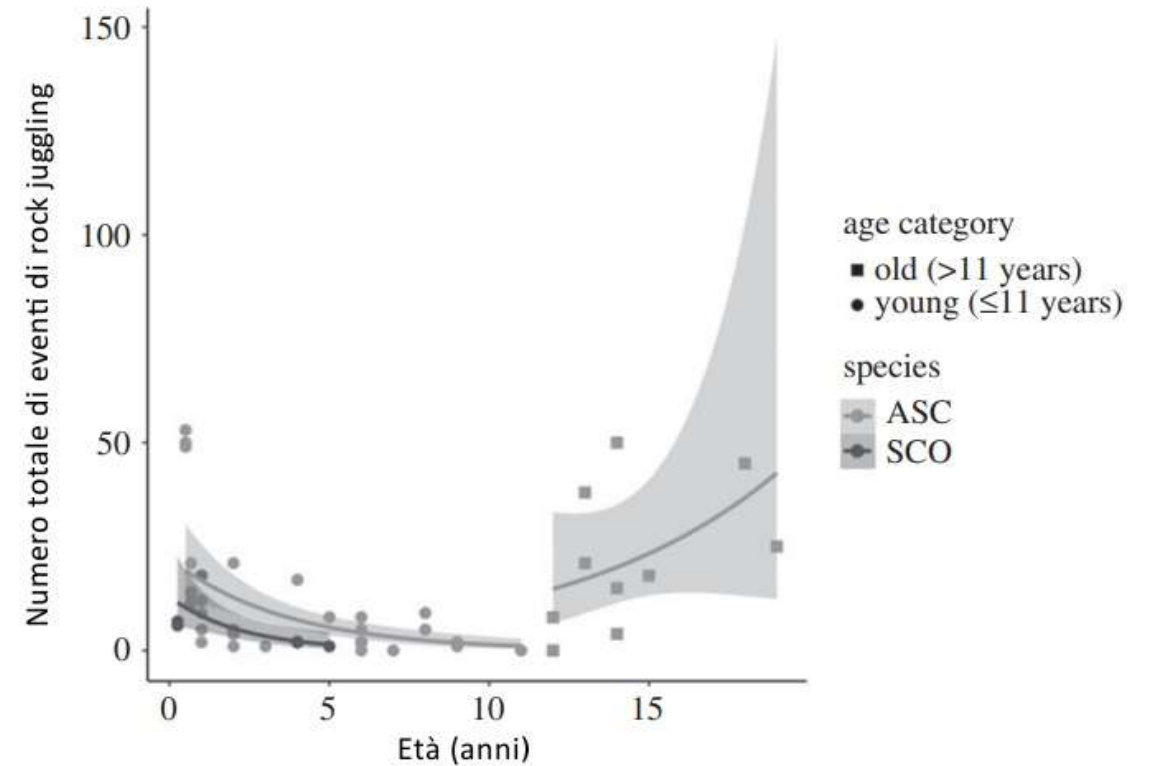 150
100
50
0
Numero totale di eventi di rock juggling
0 5 10 15
Età (anni)
age category
old (>11 years)
young (≤11 years)
species
ASC
SCO